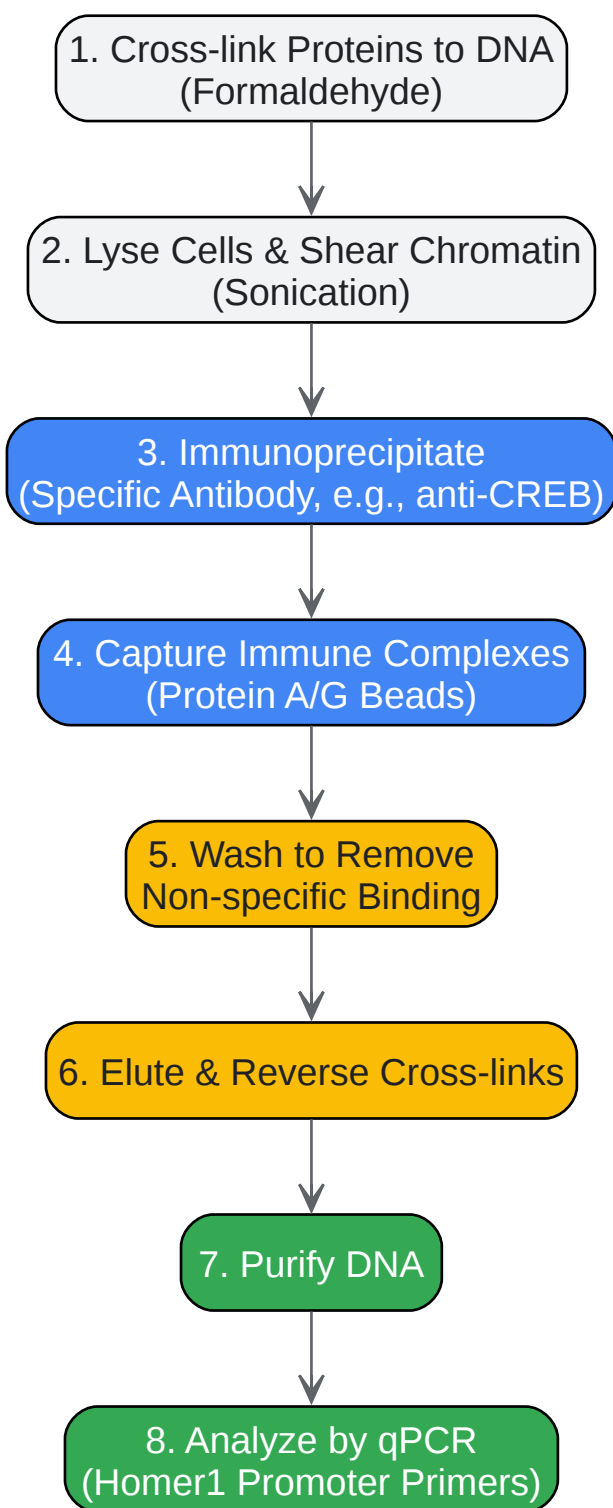 1. Cross-link Proteins to DNA
(Formaldehyde)
2. Lyse Cells & Shear Chromatin
(Sonication)
3. Immunoprecipitate
(Specific Antibody, e.g., anti-CREB)
4. Capture Immune Complexes
(Protein A/G Beads)
5. Wash to Remove
Non-specific Binding
6. Elute & Reverse Cross-links
7. Purify DNA
8. Analyze by qPCR
(Homer1 Promoter Primers)